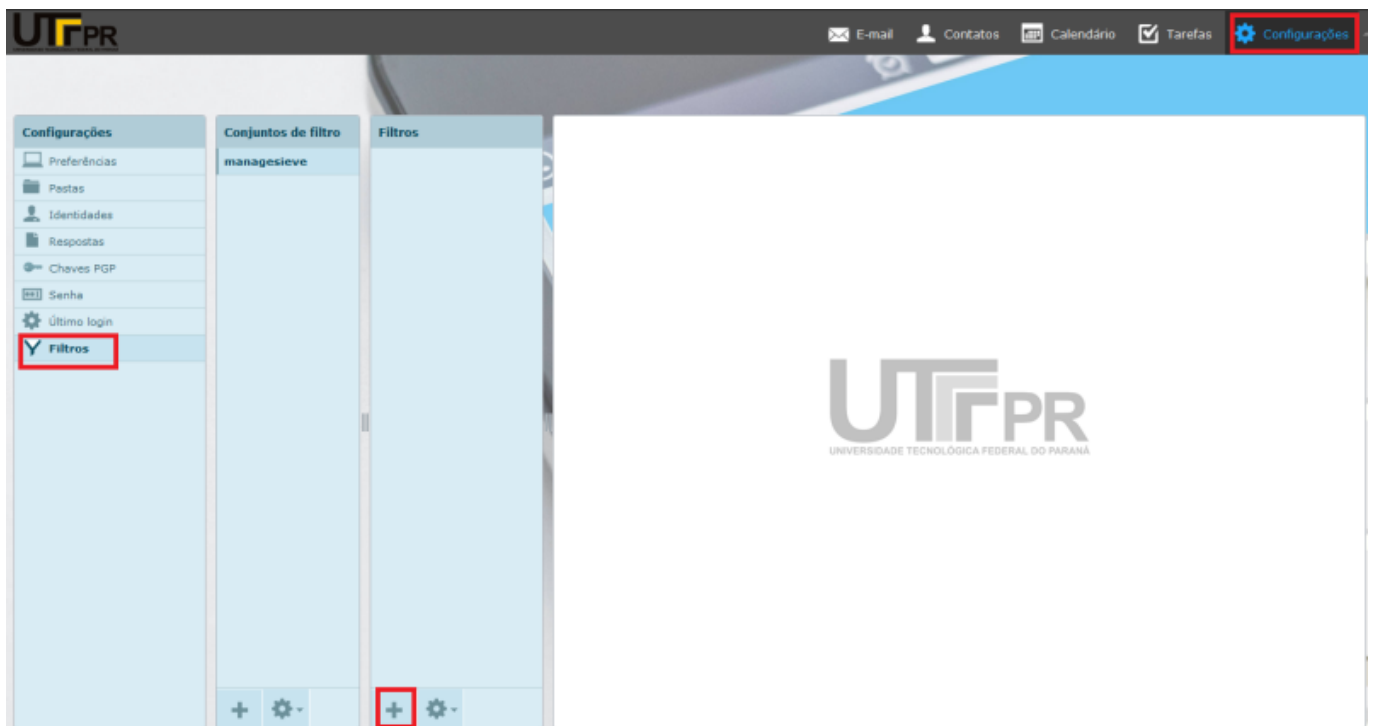 UTFPR
E-mail Contatos Calendário Tarefas Configurações
Configurações
Preferências
Pastas
Identidades
Respostas
Chaves PGP
Senha
Último login
Filtros
Conjuntos de filtro
managesieve
Filtros
UTFPR
UNIVERSIDADE TECNOLÓGICA FEDERAL DO PARANÁ